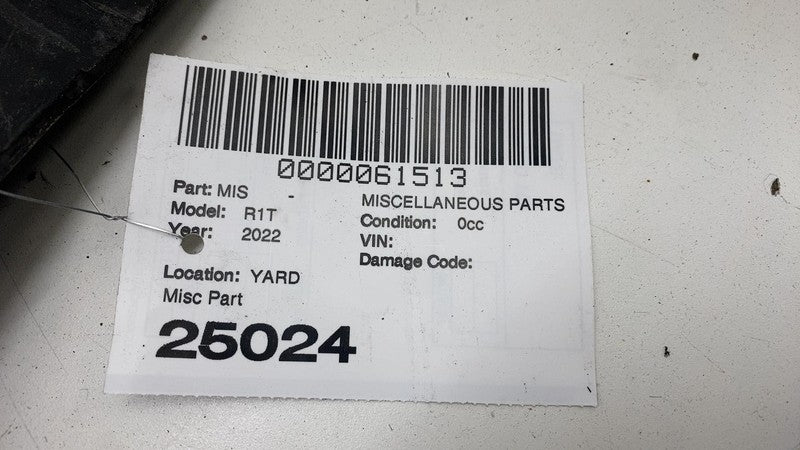 0000061513
Part: MIS - MISCELLANEOUS PARTS
Model: R1T Condition: 0cc
Year: 2022 VIN:
Damage Code:
Location: YARD
Misc Part
25024